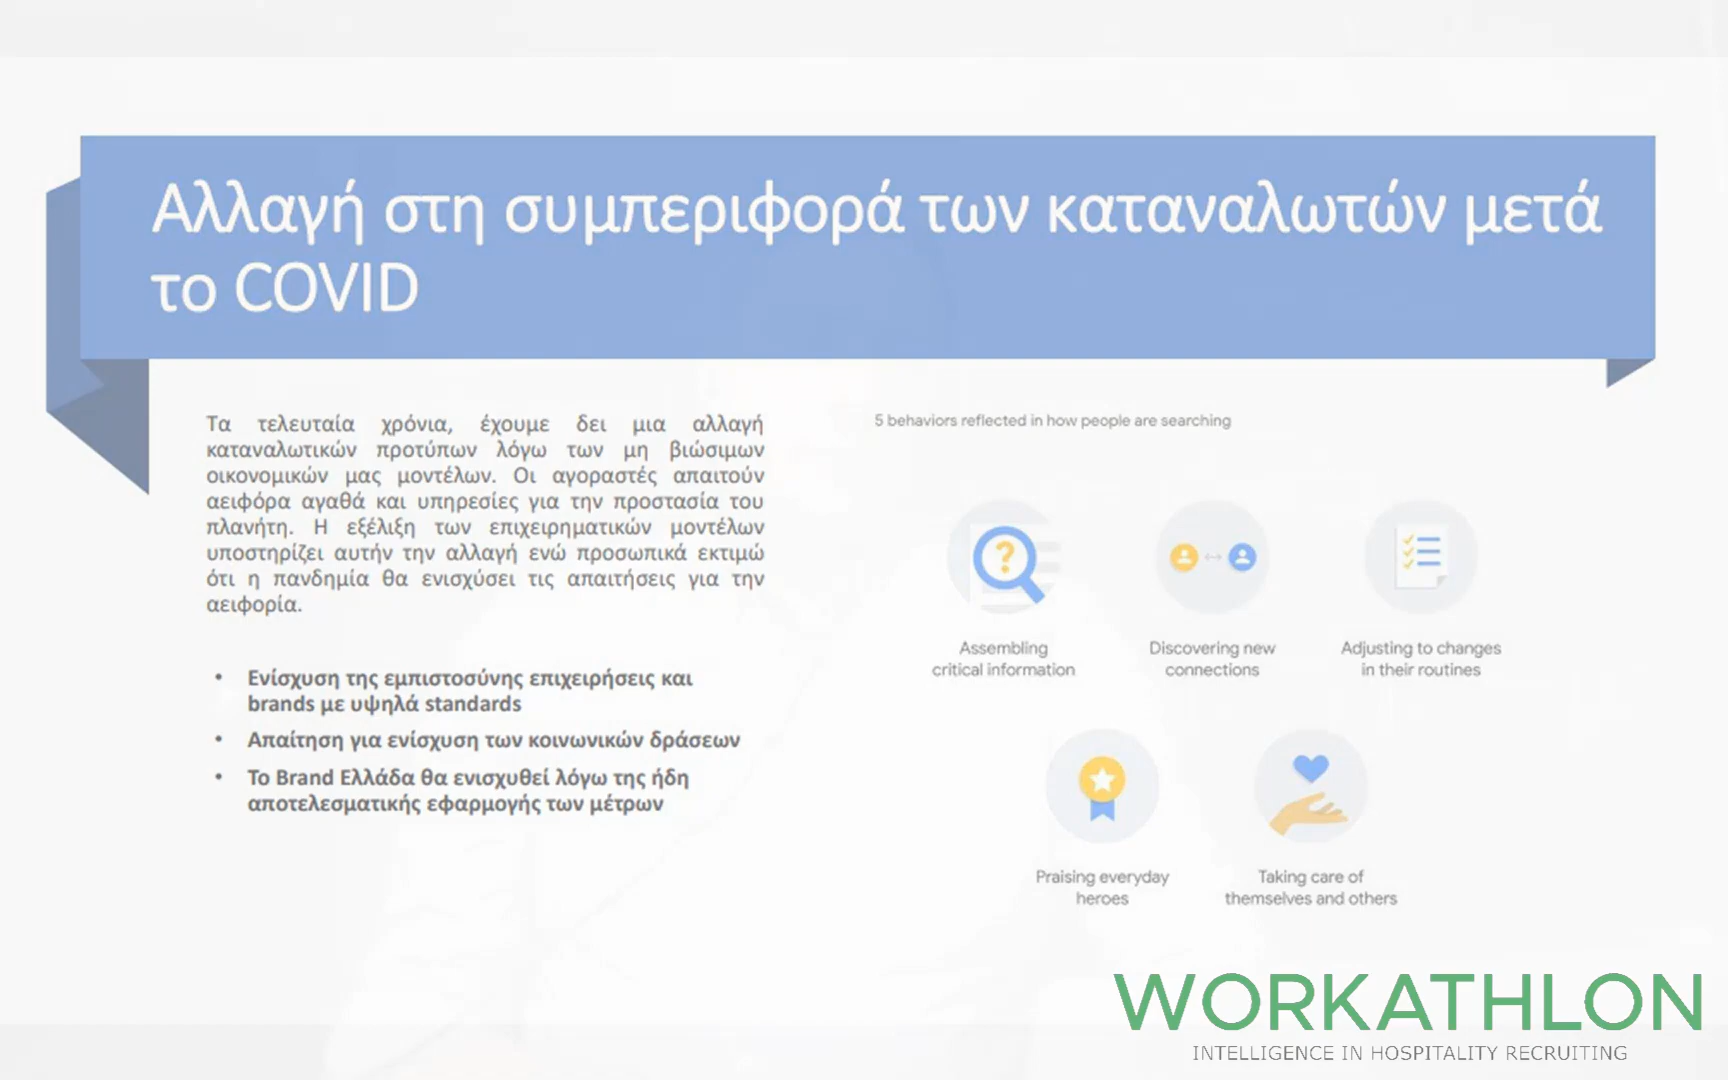 Αλλαγή στη συμπεριφορά των καταναλωτών μετά
το COVID
Τα τελευταία χρόνια, έχουμε δει μια αλλαγή
καταναλωτικών προτύπων λόγω των μη βιώσιμων
οικονομικών μας μοντέλων. Οι αγοραστές απαιτούν
αειφόρα αγαθά και υπηρεσίες για την προστασία του
πλανήτη. Η εξέλιξη των επιχειρηματικών μοντέλων
υποστηρίζει αυτήν την αλλαγή ενώ προσωπικά εκτιμώ
ότι η πανδημία θα ενισχύσει τις απαιτήσεις για την
αειφορία.
• Ενίσχυση της εμπιστοσύνης επιχειρήσεις και
brands με υψηλά standards
• Απαίτηση για ενίσχυση των κοινωνικών δράσεων
• Το Brand Ελλάδα θα ενισχυθεί λόγω της ήδη
αποτελεσματικής εφαρμογής των μέτρων
5 behaviors reflected in how people are searching
Assembling
critical information
Discovering new
connections
Adjusting to changes
in their routines
Praising everyday
heroes
Taking care of
themselves and others
WORKATHLON
INTELLIGENCE IN HOSPITALITY RECRUITING